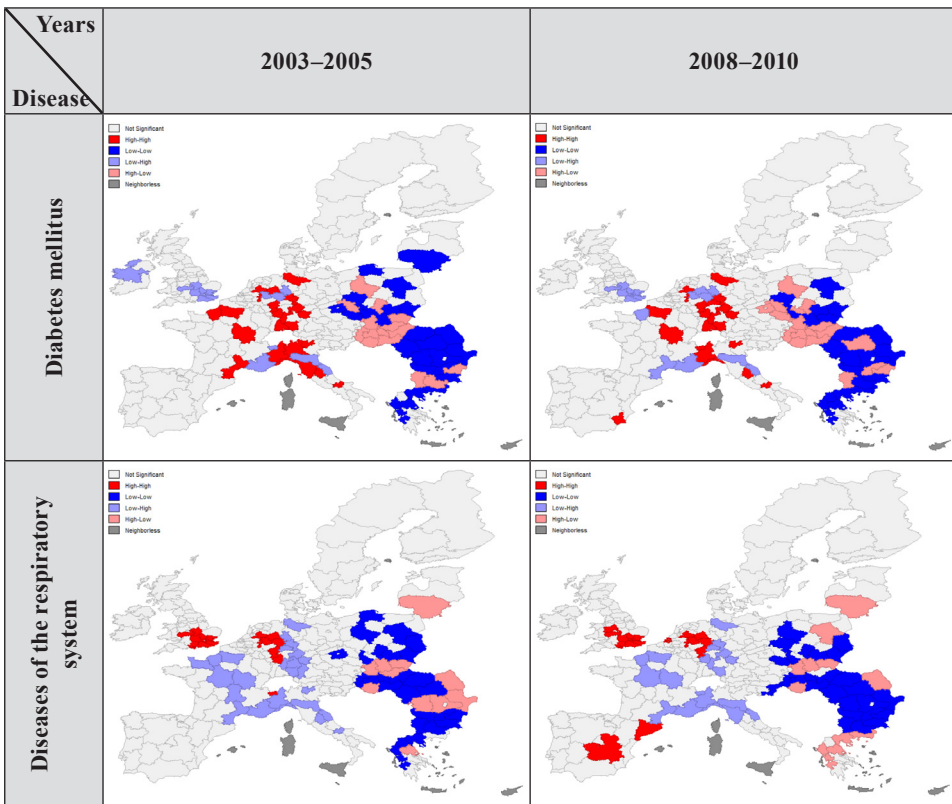 Years
Disease
2003–2005
2008–2010
Diabetes mellitus
Not Significant
High-High
Low-Low
Low-High
High-Low
Neighborless
Not Significant
High-High
Low-Low
Low-High
High-Low
Neighborless
Diseases of the respiratory
system
Not Significant
High-High
Low-Low
Low-High
High-Low
Neighborless
Not Significant
High-High
Low-Low
Low-High
High-Low
Neighborless